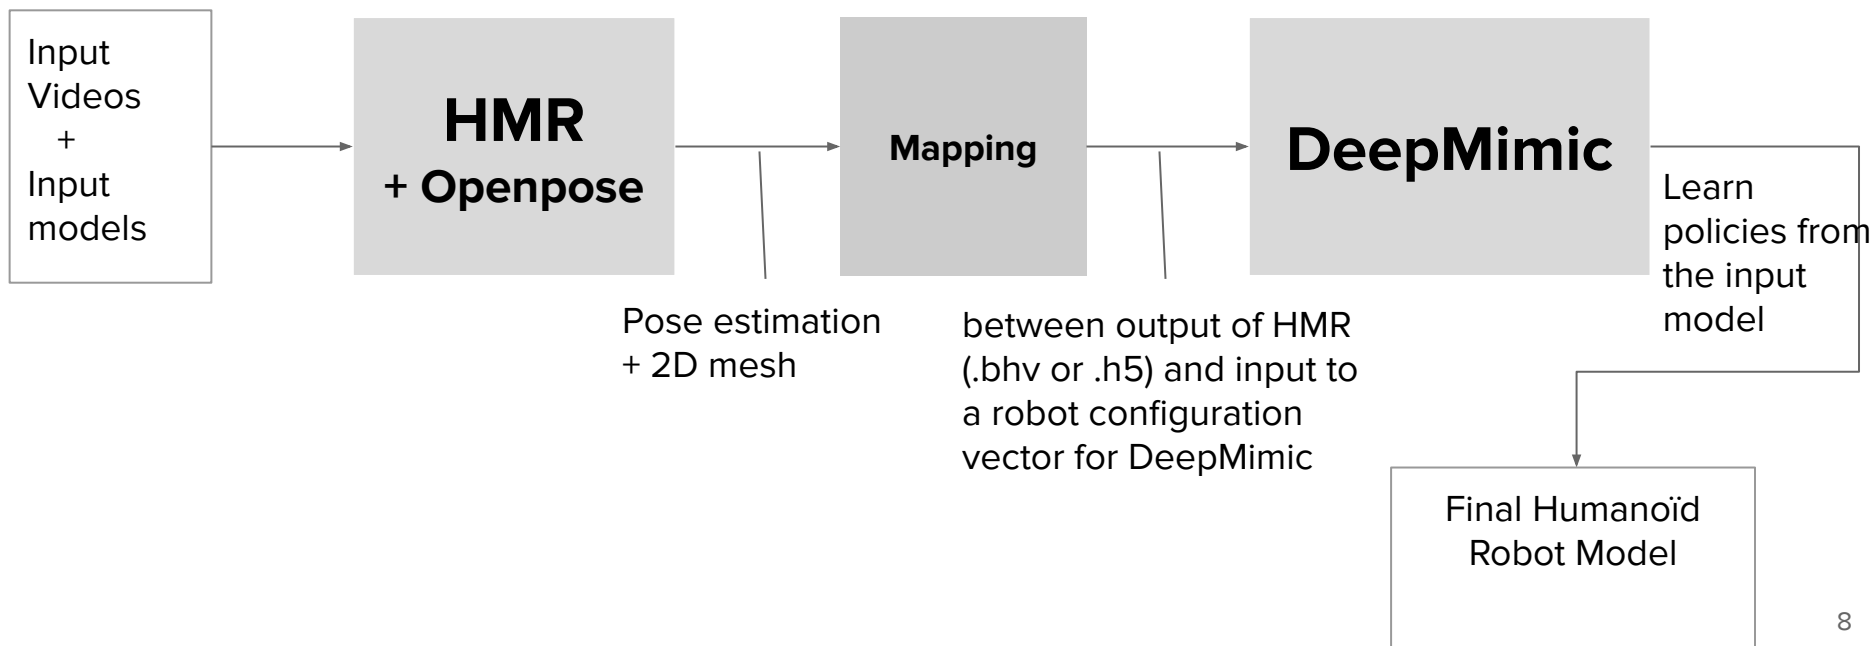 Input
Videos
+
Input
models
HMR
+ Openpose
Mapping
DeepMimic
Learn
policies from
the input
model
Pose estimation
+ 2D mesh
between output of HMR
(.bhv or .h5) and input to
a robot configuration
vector for DeepMimic
Final Humanoïd
Robot Model
8